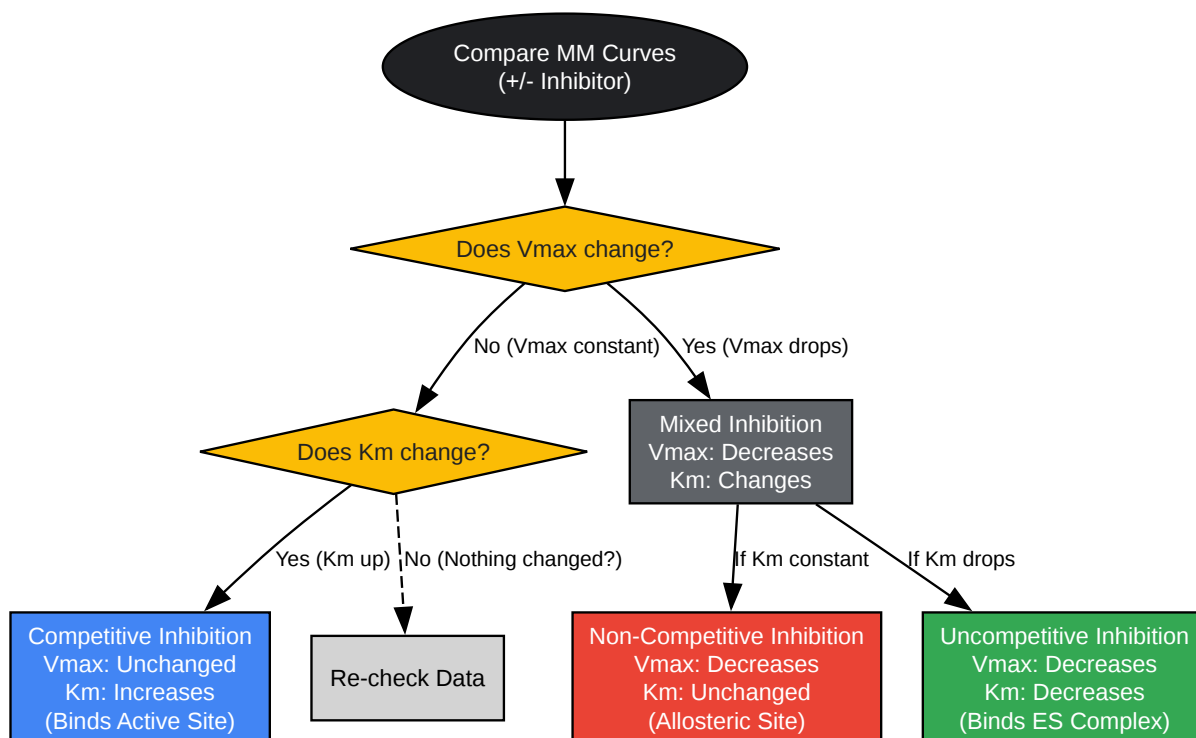 Compare MM Curves
(+/- Inhibitor)
Does Vmax change?
No (Vmax constant)
Yes (Vmax drops)
Does Km change?
Mixed Inhibition
Vmax: Decreases
Km: Changes
Yes (Km up)
No (Nothing changed?)
If Km constant
If Km drops
Competitive Inhibition
Vmax: Unchanged
Km: Increases
(Binds Active Site)
Re-check Data
Non-Competitive Inhibition
Vmax: Decreases
Km: Unchanged
(Allosteric Site)
Uncompetitive Inhibition
Vmax: Decreases
Km: Decreases
(Binds ES Complex)